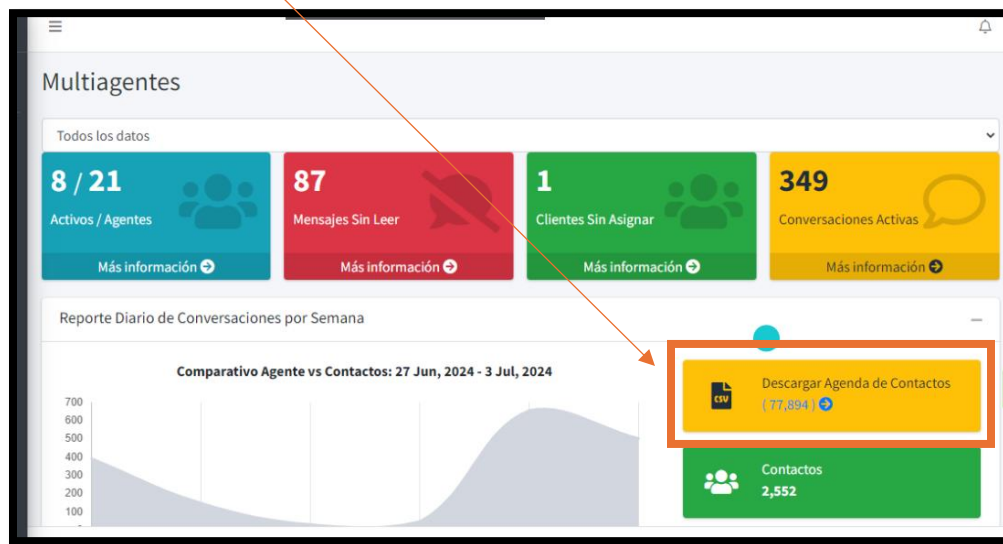 Multiagentes
Todos los datos
8 / 21
Activos / Agentes
Más información
87
Mensajes Sin Leer
Más información
1
Clientes Sin Asignar
Más información
349
Conversaciones Activas
Más información
Reporte Diario de Conversaciones por Semana
Comparativo Agente vs Contactos: 27 Jun, 2024 - 3 Jul, 2024
700
600
500
400
300
200
100
CSV
Descargar Agenda de Contactos
( 77,894 )
Contactos
2,552